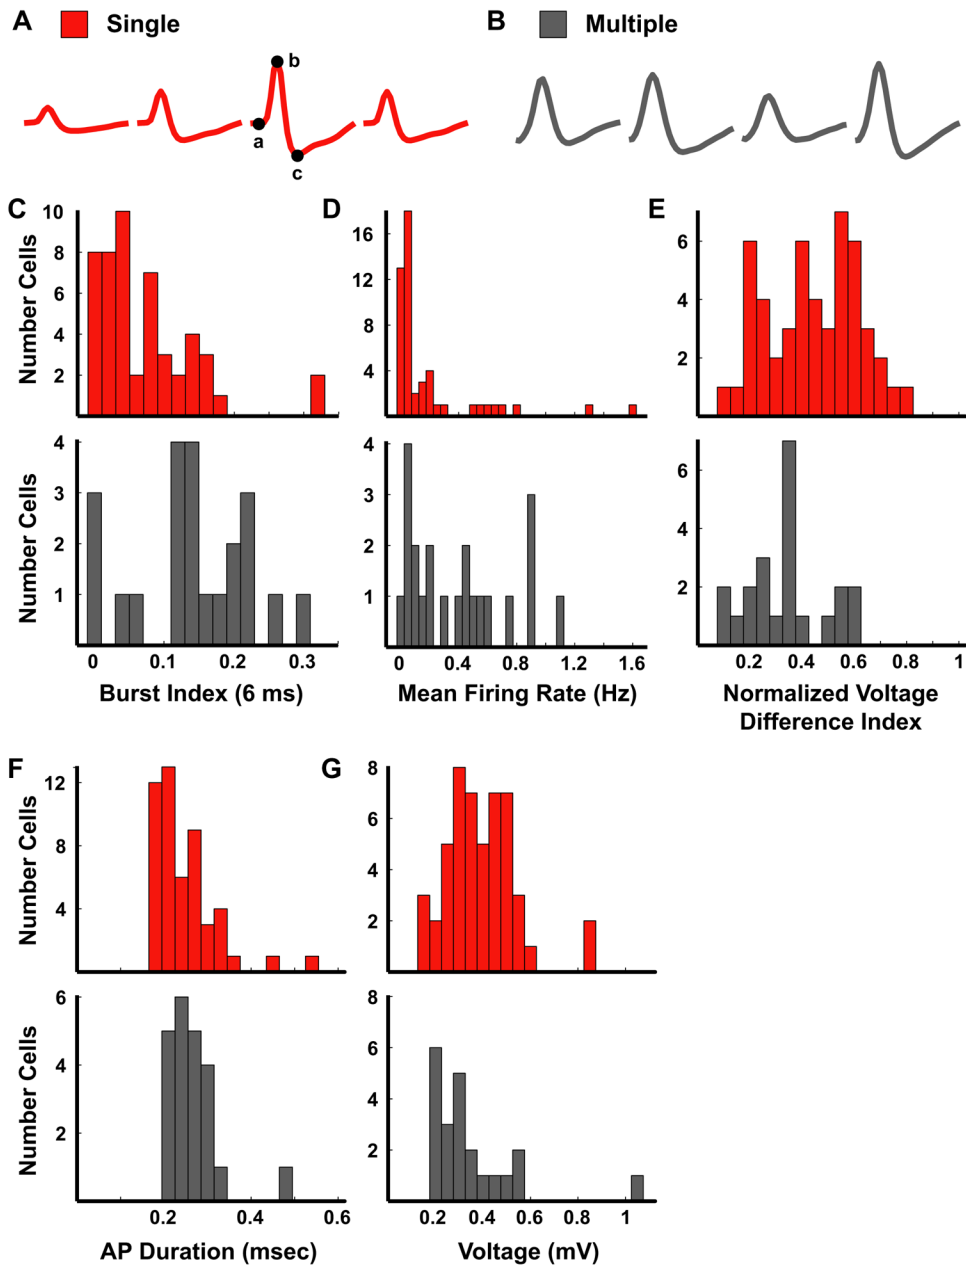 A Single
B Multiple
b
a
c
C
D
E
Number Cells
10
8
6
4
2
16
12
8
4
6
4
2
Number Cells
4
3
2
1
4
3
2
1
6
4
2
0 0.1 0.2 0.3
0 0.4 0.8 1.2 1.6
0.2 0.4 0.6 0.8 1
Burst Index (6 ms)
Mean Firing Rate (Hz)
Normalized Voltage
Difference Index
F
G
Number Cells
12
8
4
8
6
4
2
Number Cells
6
4
2
8
6
4
2
0.2 0.4 0.6
0.2 0.4 0.6 0.8 1
AP Duration (msec)
Voltage (mV)